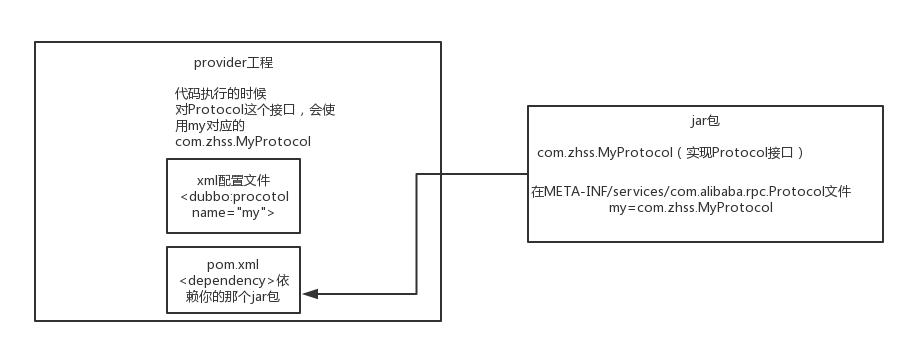 provider工程
代码执行的时候
对Protocol这个接口，会使
用my对应的
com.zhss.MyProtocol
xml配置文件
<dubbo:procotol
name="my">
pom.xml
<dependency>依
赖你的那个jar包
jar包
com.zhss.MyProtocol（实现Protocol接口）
在META-INF/services/com.alibaba.rpc.Protocol文件
my=com.zhss.MyProtocol